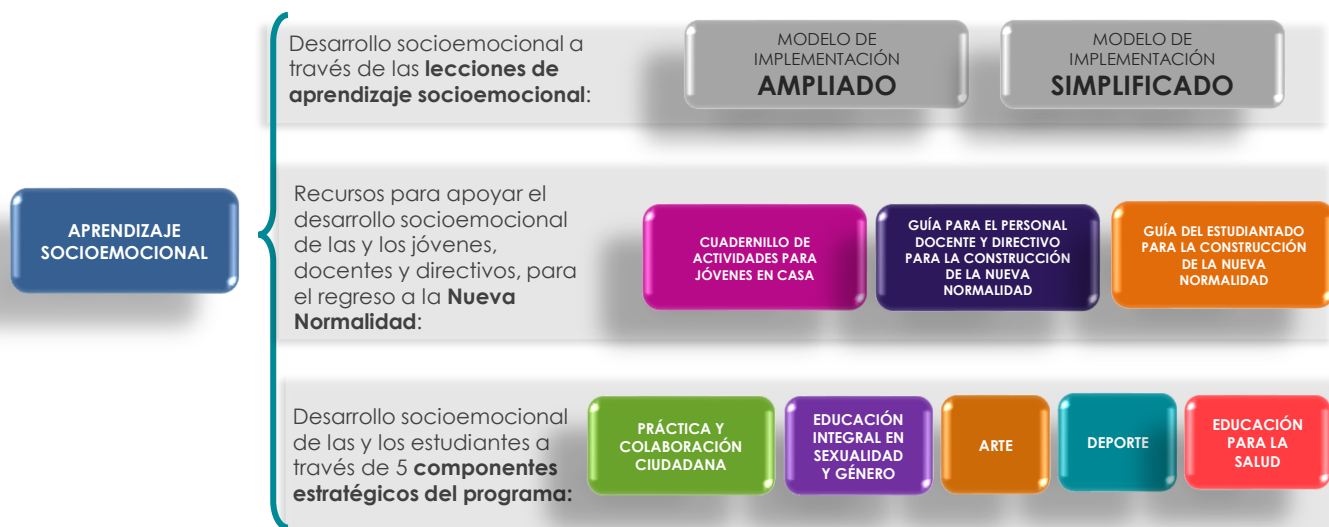 APRENDIZAJE
SOCIOEMOCIONAL
Desarrollo socioemocional a
través de las lecciones de
aprendizaje socioemocional:
MODELO DE
IMPLEMENTACIÓN
AMPLIADO
MODELO DE
IMPLEMENTACIÓN
SIMPLIFICADO
Recursos para apoyar el
desarrollo socioemocional
de las y los jóvenes,
docentes y directivos, para
el regreso a la Nueva
Normalidad:
CUADERNILLO DE
ACTIVIDADES PARA
JÓVENES EN CASA
GUÍA PARA EL PERSONAL
DOCENTE Y DIRECTIVO
PARA LA CONSTRUCCIÓN
DE LA NUEVA
NORMALIDAD
GUÍA DEL ESTUDIANTADO
PARA LA CONSTRUCCIÓN
DE LA NUEVA
NORMALIDAD
Desarrollo socioemocional
de las y los estudiantes a
través de 5 componentes
estratégicos del programa:
PRÁCTICA Y
COLABORACIÓN
CIUDADANA
EDUCACIÓN
INTEGRAL EN
SEXUALIDAD
Y GÉNERO
ARTE
DEPORTE
EDUCACIÓN
PARA LA
SALUD